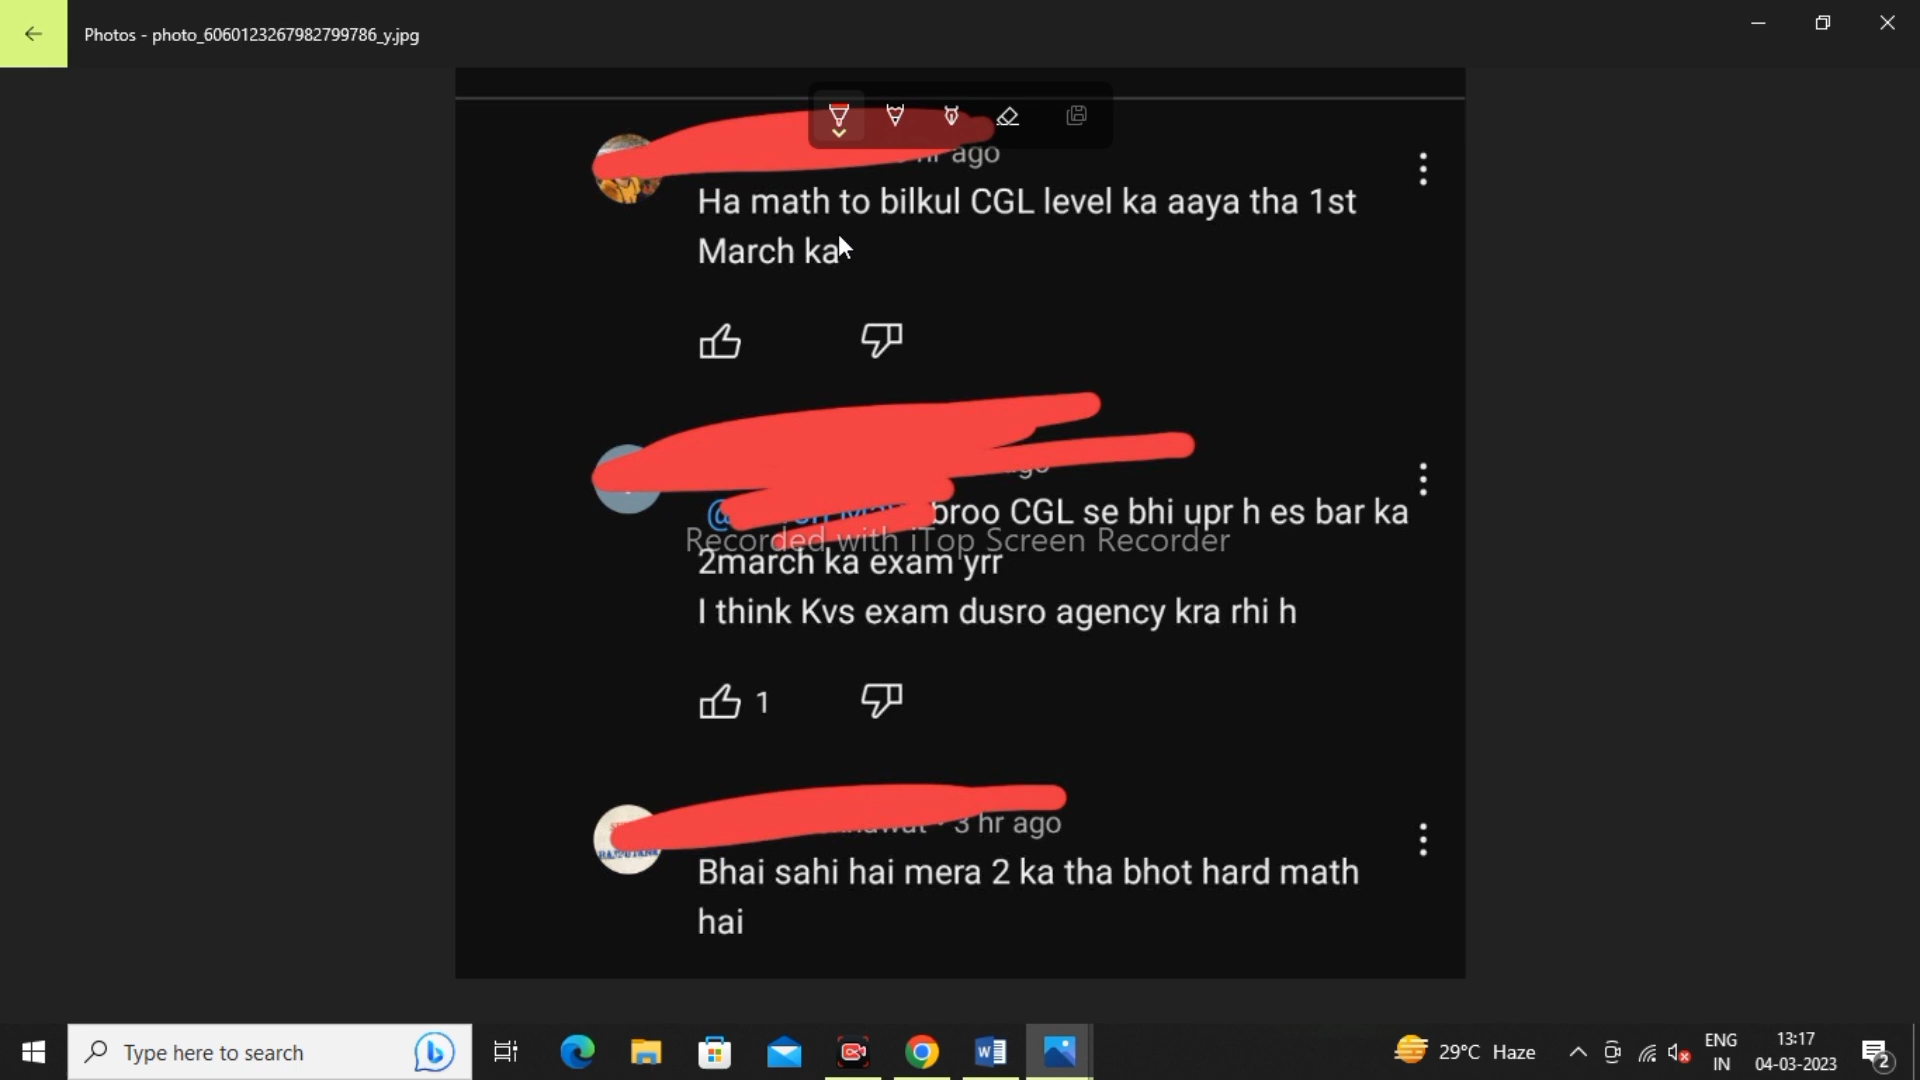 Photos - photo_6060123267982799786_y.jpg
ago
Ha math to bilkul CGL level ka aaya tha 1st
March ka
ago
broo CGL se bhi upr h es bar ka
Recorded with iTop Screen Recorder
2march ka exam yrr
I think Kvs exam dusro agency kra rhi h
1
3 hr ago
Bhai sahi hai mera 2 ka tha bhot hard math
hai
Type here to search
29°C Haze
ENG
IN
13:17
04-03-2023
2